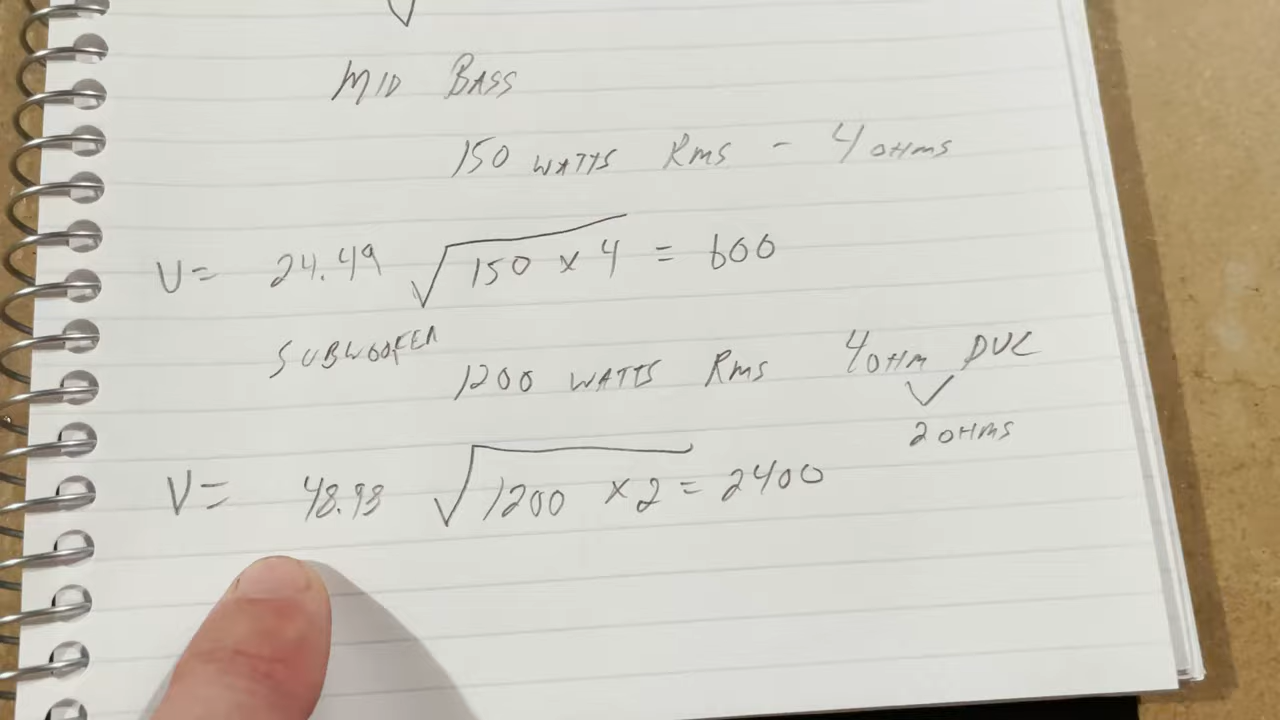 MID BASS
150 WATTS RMS - 4 OHMS
V= 24.49 √150 x 4 = 600
SUBWOOFER
1200 WATTS RMS 4 OHM DVC
2 OHMS
V= 48.98 √1200 x 2 = 2400